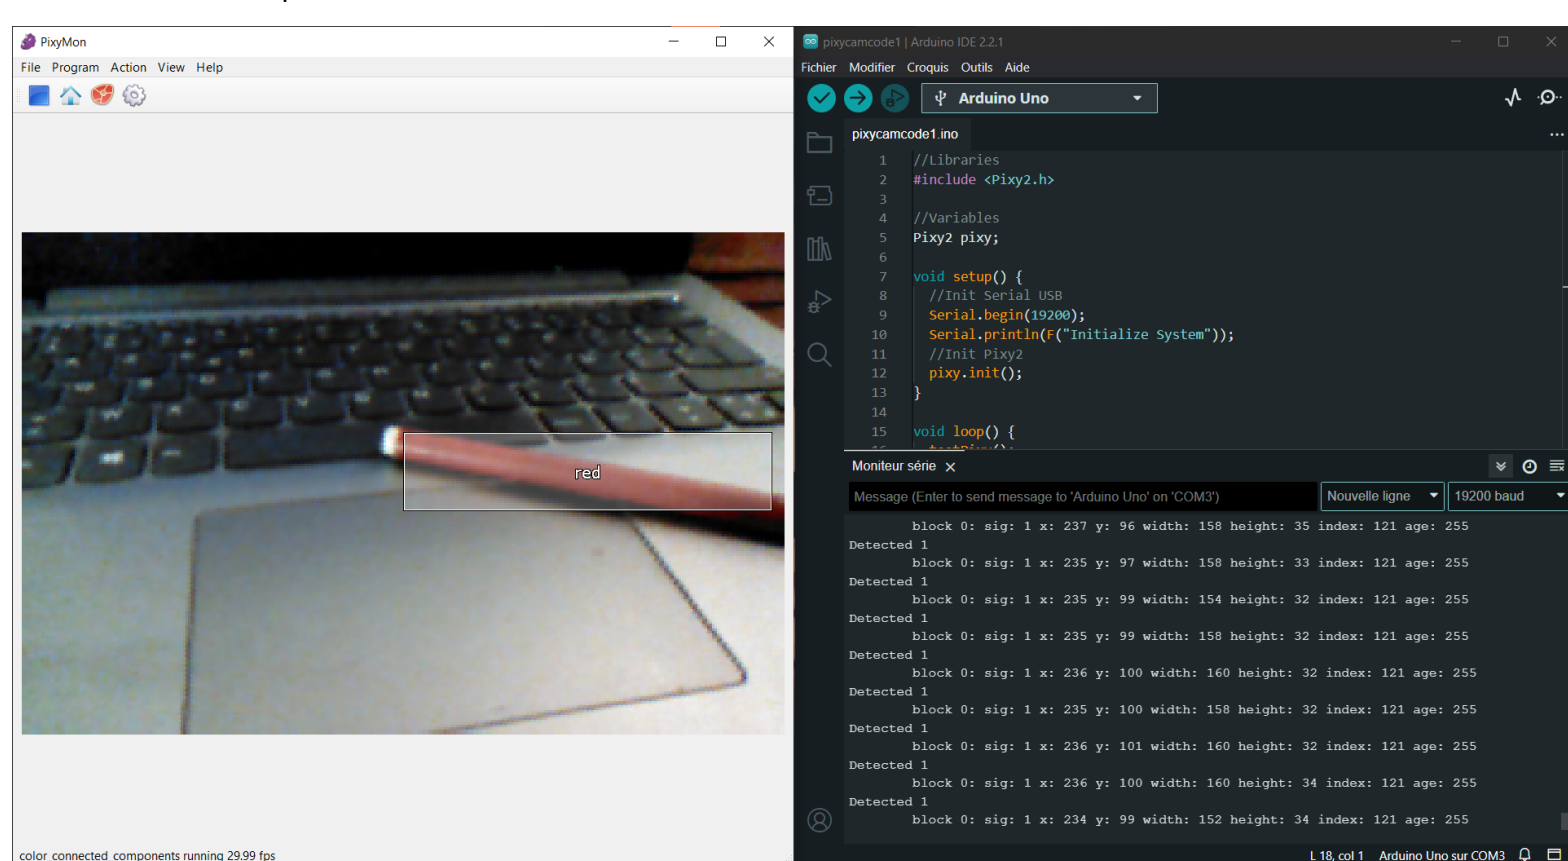 PixyMon
File Program Action View Help
red
color_connected_components running 29.99 fps
pixycamcode1 | Arduino IDE 2.2.1
Fichier Modifier Croquis Outils Aide
Arduino Uno
pixycamcode1.ino
1 //Libraries
2 #include <Pixy2.h>
3
4 //Variables
5 Pixy2 pixy;
6
7 void setup() {
8 //Init Serial USB
9 Serial.begin(19200);
10 Serial.println(F("Initialize System"));
11 //Init Pixy2
12 pixy.init();
13 }
14
15 void loop() {
Moniteur série
Message (Enter to send message to 'Arduino Uno' on 'COM3')
Nouvelle ligne
19200 baud
block 0: sig: 1 x: 237 y: 96 width: 158 height: 35 index: 121 age: 255
Detected 1
block 0: sig: 1 x: 235 y: 97 width: 158 height: 33 index: 121 age: 255
Detected 1
block 0: sig: 1 x: 235 y: 99 width: 154 height: 32 index: 121 age: 255
Detected 1
block 0: sig: 1 x: 235 y: 99 width: 158 height: 32 index: 121 age: 255
Detected 1
block 0: sig: 1 x: 236 y: 100 width: 160 height: 32 index: 121 age: 255
Detected 1
block 0: sig: 1 x: 235 y: 100 width: 158 height: 32 index: 121 age: 255
Detected 1
block 0: sig: 1 x: 236 y: 101 width: 160 height: 32 index: 121 age: 255
Detected 1
block 0: sig: 1 x: 236 y: 100 width: 160 height: 34 index: 121 age: 255
Detected 1
block 0: sig: 1 x: 234 y: 99 width: 152 height: 34 index: 121 age: 255
L 18, col 1 Arduino Uno sur COM3